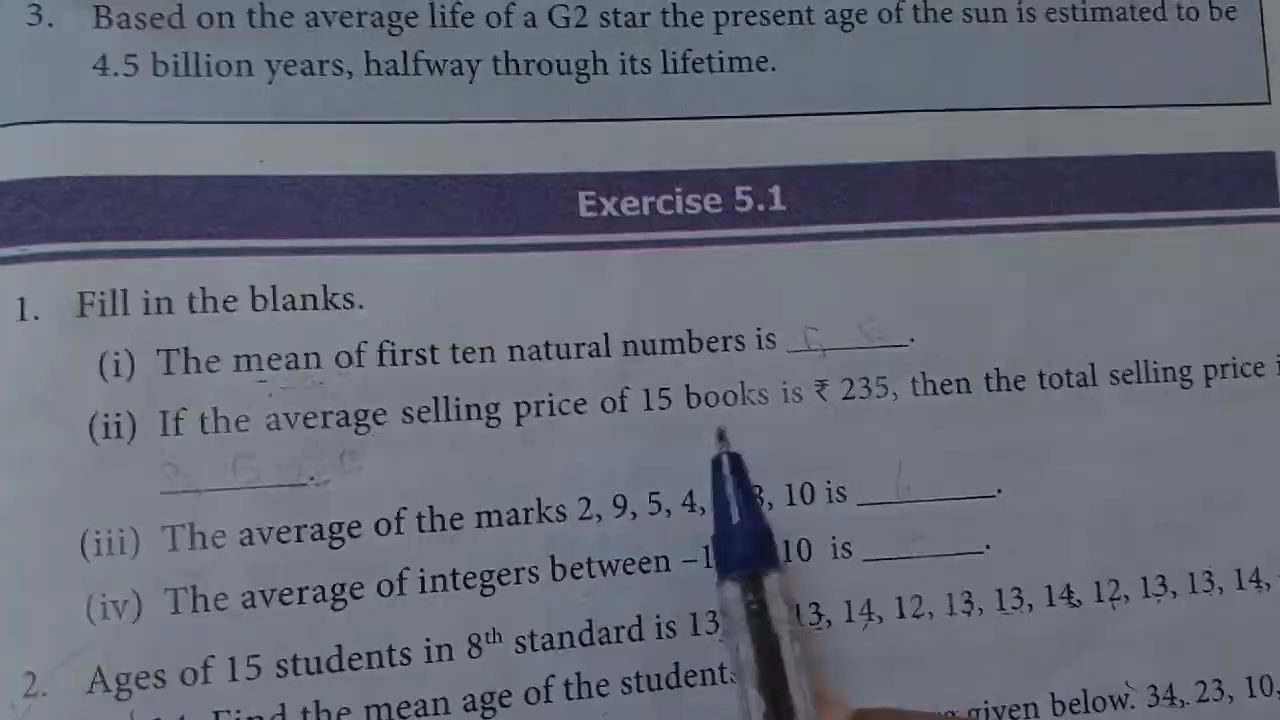 3. Based on the average life of a G2 star the present age of the sun is estimated to be
4.5 billion years, halfway through its lifetime.
Exercise 5.1
1. Fill in the blanks.
(i) The mean of first ten natural numbers is ______.
(ii) If the average selling price of 15 books is ₹ 235, then the total selling price
______.
(iii) The average of the marks 2, 9, 5, 4, 10 is ______.
(iv) The average of integers between 10 is ______.
2. Ages of 15 students in 8th standard is 13 13, 14, 12, 13, 13, 14, 12, 13, 13, 14,
Find the mean age of the student
given below: 34, 23, 10,